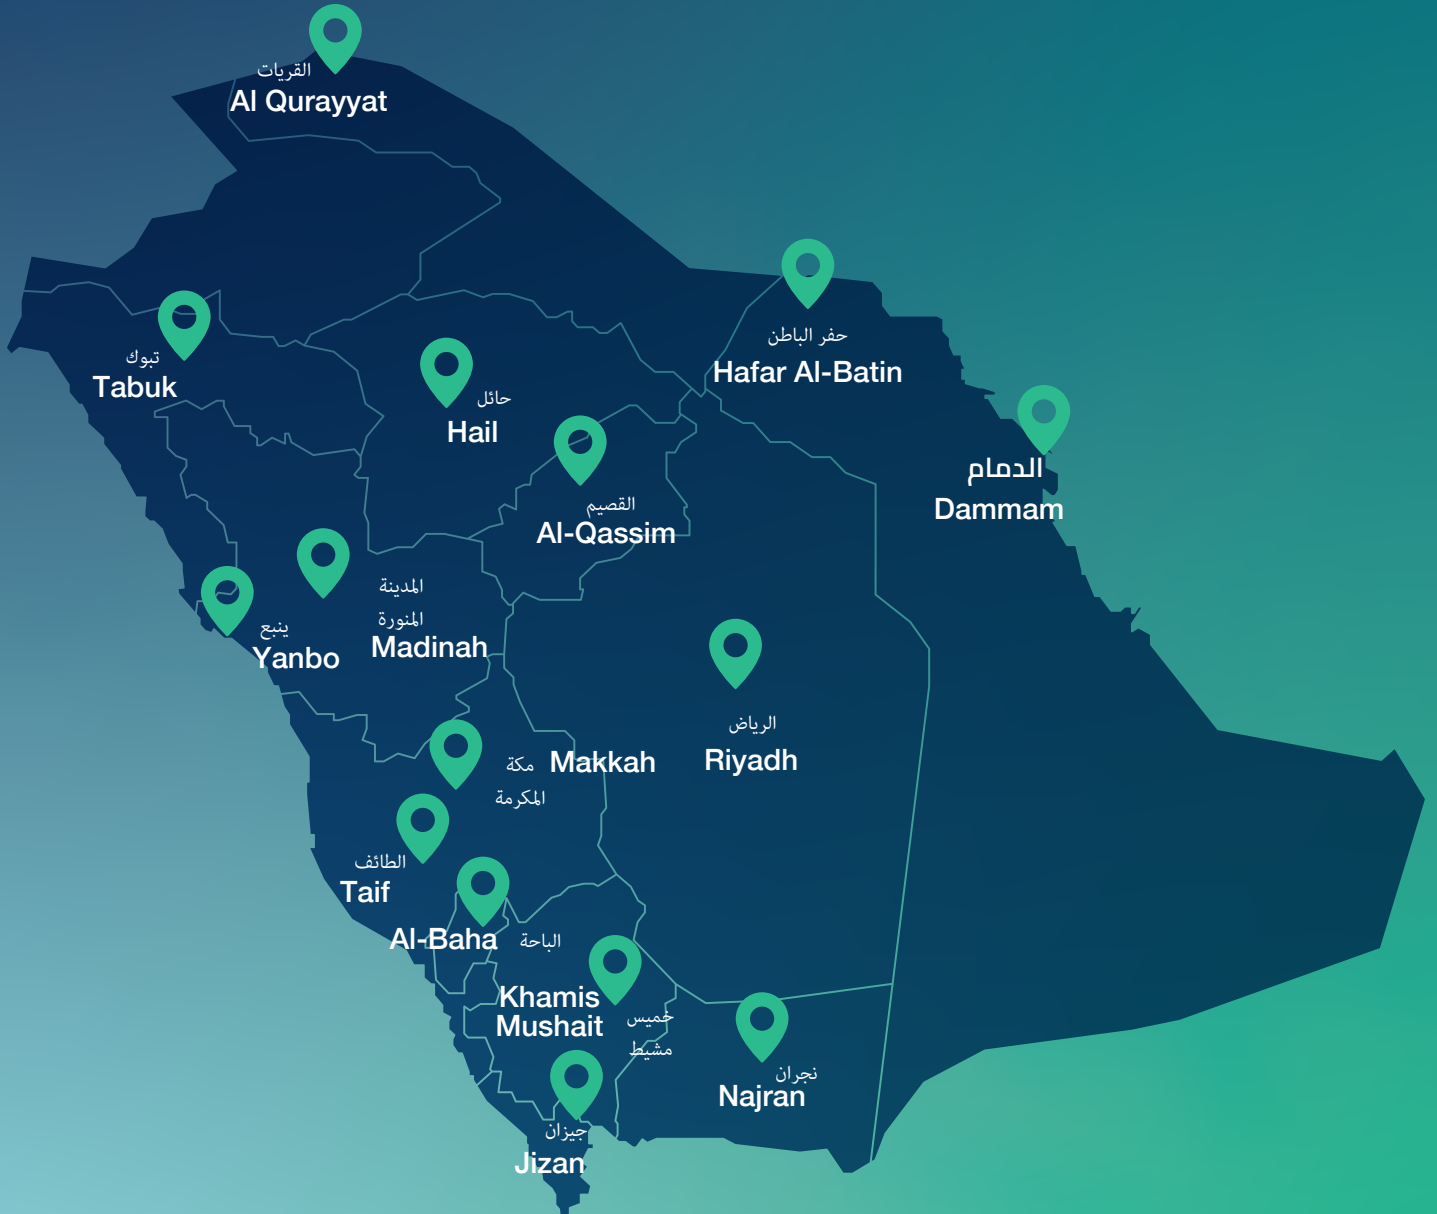 القريات
Al Qurayyat
حفر الباطن
Hafar Al-Batin
تبوك
Tabuk
حائل
Hail
الدمام
Dammam
القصيم
Al-Qassim
المدينة
المنورة
Madinah
ينبع
Yanbo
الرياض
Riyadh
مكة Makkah
المكرمة
الطائف
Taif
Al-Baha الباحة
Khamis
Mushait
خميس
مشيط
نجران
Najran
جيزان
Jizan